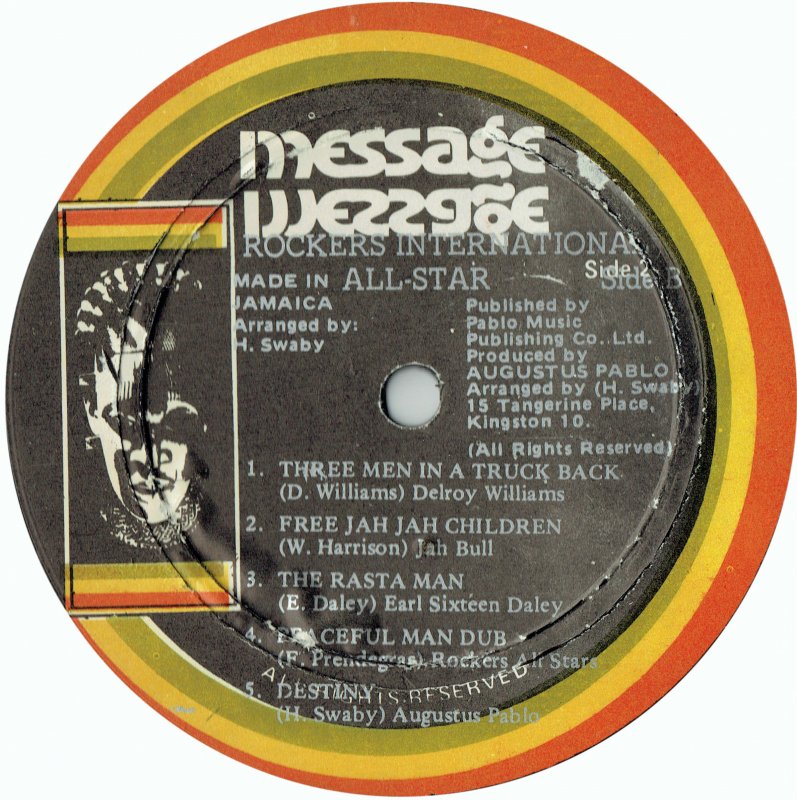 message
message
ROCKERS INTERNATIONAL
MADE IN ALL-STAR
Side 2
Side B
JAMAICA
Arranged by:
H. Swaby
Published by
Pablo Music
Publishing Co., Ltd.
Produced by
AUGUSTUS PABLO
Arranged by (H. Swaby)
15 Tangerine Place,
Kingston 10.
(All Rights Reserved)
1. THREE MEN IN A TRUCK BACK
(D. Williams) Delroy Williams
2. FREE JAH JAH CHILDREN
(W. Harrison) Jah Bull
3. THE RASTA MAN
(E. Daley) Earl Sixteen Daley
4. PEACEFUL MAN DUB
(F. Prendegras) Rockers All Stars
5. DESTINY
(H. Swaby) Augustus Pablo
ALL RIGHTS RESERVED